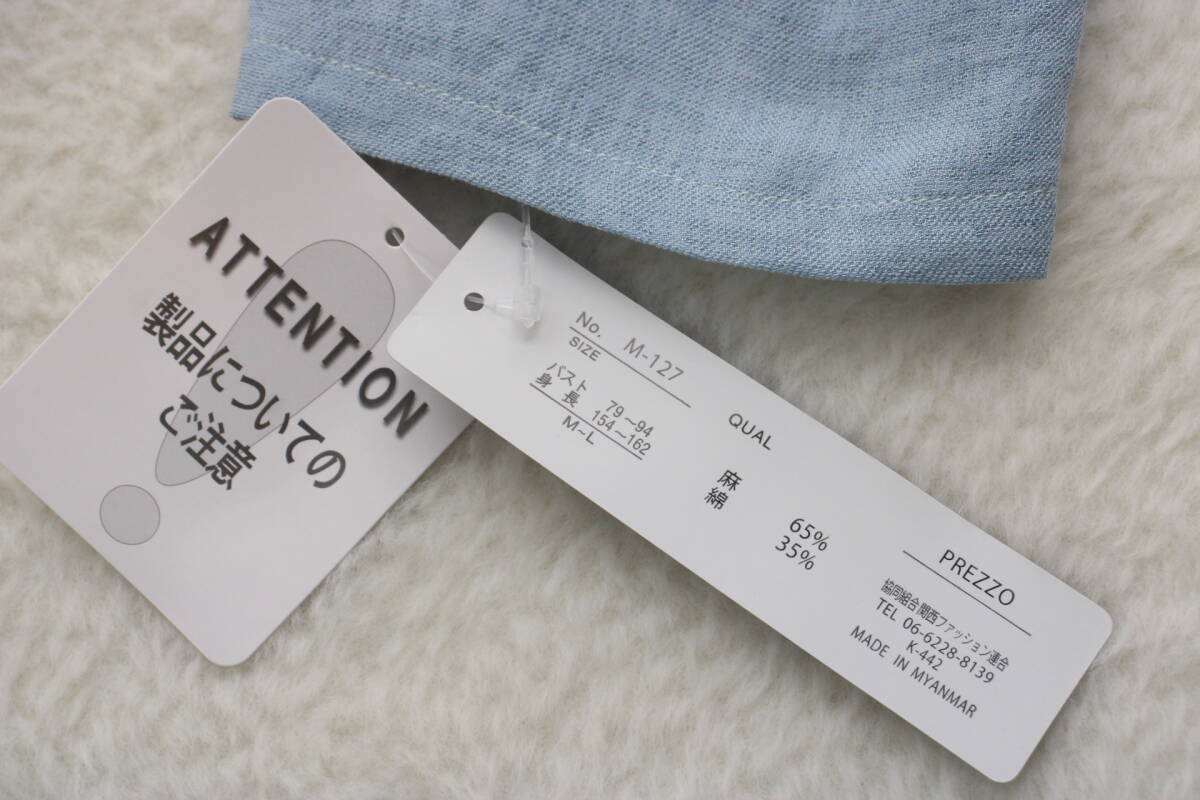 ATTENTION
製品についての
ご注意
No. M-127
SIZE
バスト 79～94
身長 154～162
M~L
QUAL
麻 65%
綿 35%
PREZZO
協同組合関西ファッション連合
TEL 06-6228-8139
K-442
MADE IN MYANMAR